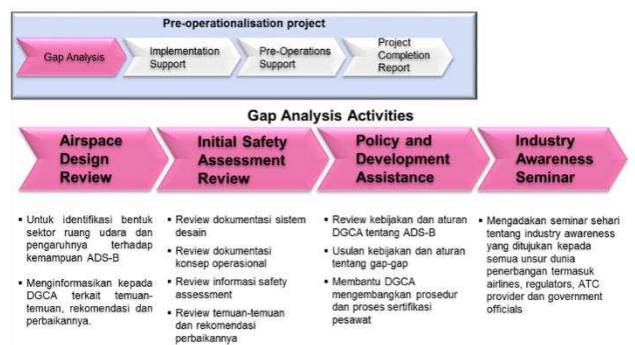 Pre-operationalisation project
Gap Analysis
Implementation
Support
Pre-Operations
Support
Project
Completion
Report
Gap Analysis Activities
Airspace
Design
Review
Initial Safety
Assessment
Review
Policy and
Development
Assistance
Industry
Awareness
Seminar
▪ Untuk identifikasi bentuk
sektor ruang udara dan
pengaruhnya terhadap
kemampuan ADS-B
▪ Menginformasikan kepada
DGCA terkait temuan-
temuan, rekomendasi dan
perbaikannya.
▪ Review dokumentasi sistem
desain
▪ Review dokumentasi
konsep operasional
▪ Review informasi safety
assessment
▪ Review temuan-temuan
dan rekomendasi
perbaikannya
▪ Review kebijakan dan aturan
DGCA tentang ADS-B
▪ Usulan kebijakan dan aturan
tentang gap-gap
▪ Membantu DGCA
mengembangkan prosedur
dan proses sertifikasi
pesawat
▪ Mengadakan seminar sehari
tentang industry awareness
yang ditujukan kepada
semua unsur dunia
penerbangan termasuk
airlines, regulators, ATC
provider dan government
officials